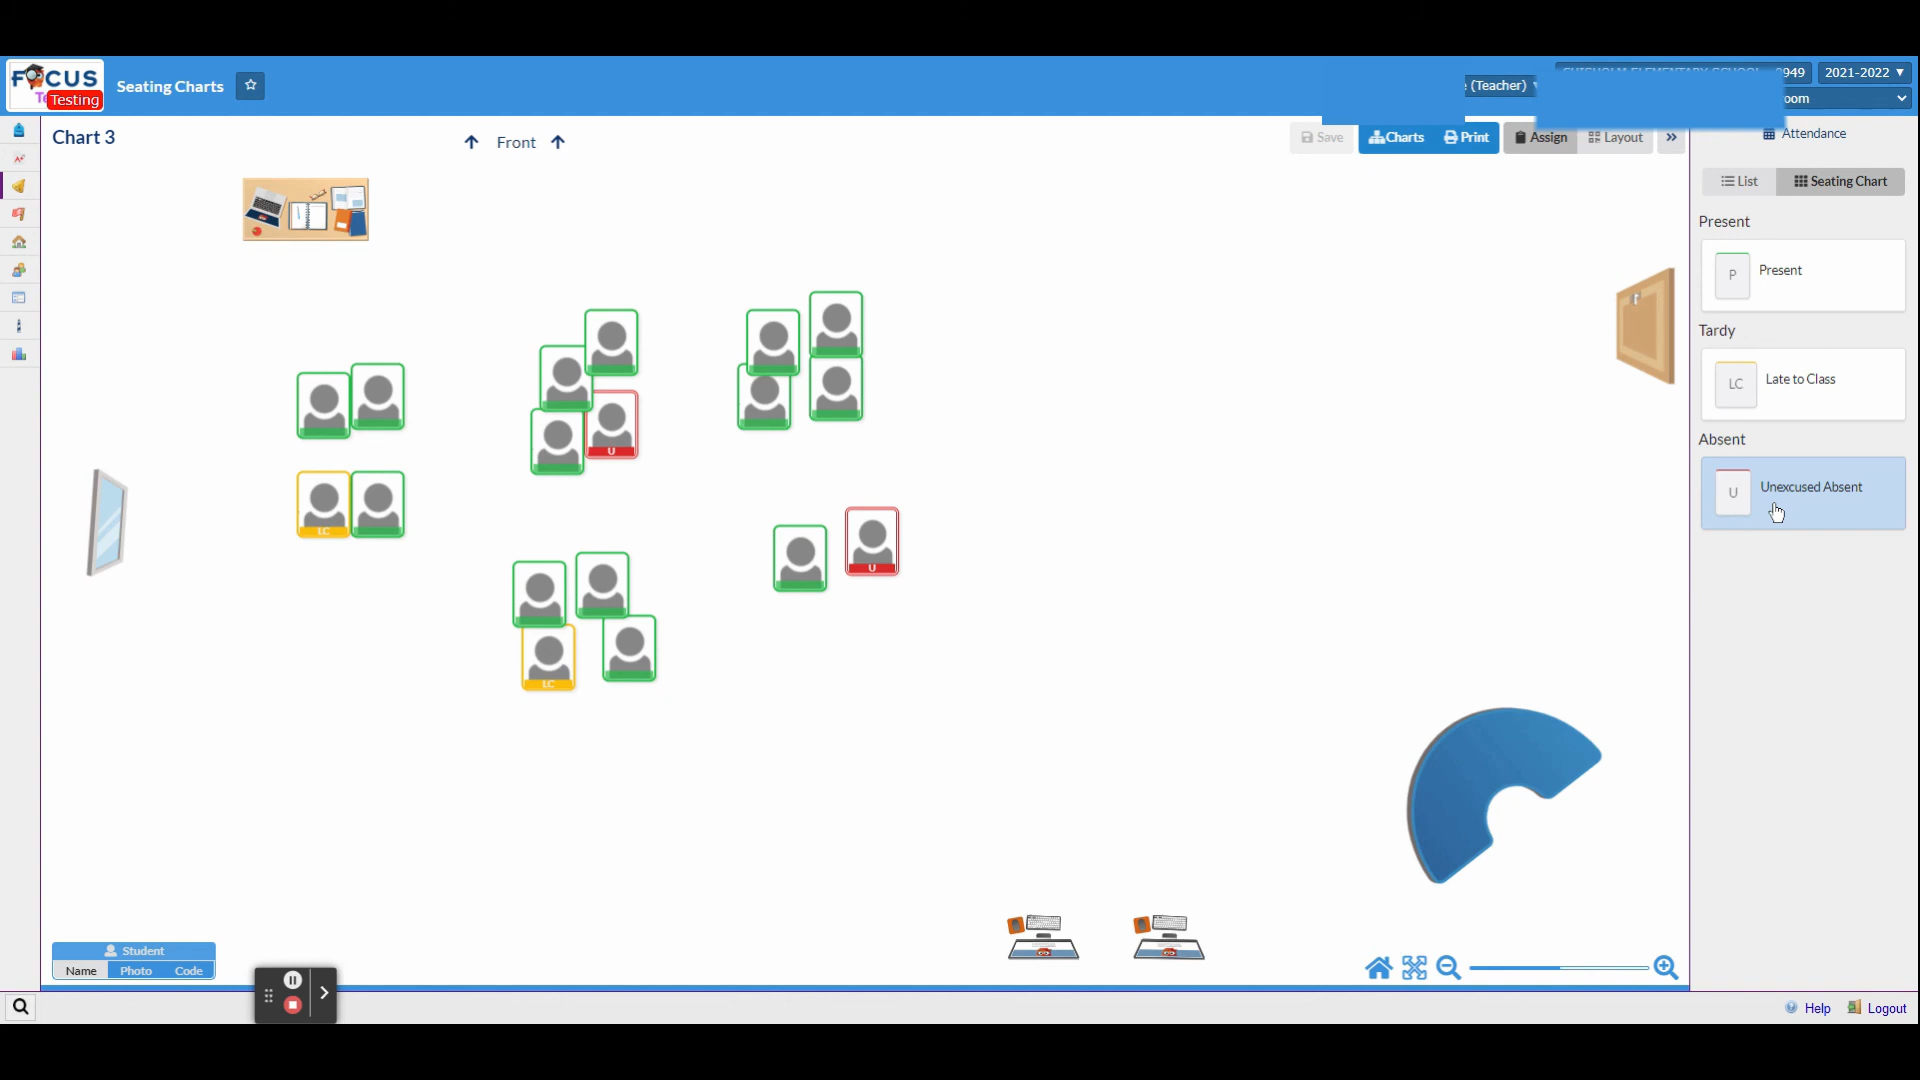 FOCUS
Testing
Seating Charts
(Teacher)
949
2021-2022 ▼
oom
Chart 3
↑ Front ↑
Save
Charts
Print
Assign
Layout
»
Attendance
List
Seating Chart
Present
P Present
Tardy
LC Late to Class
Absent
U Unexcused Absent
U
LC
U
LC
Student
Name Photo Code
Help
Logout